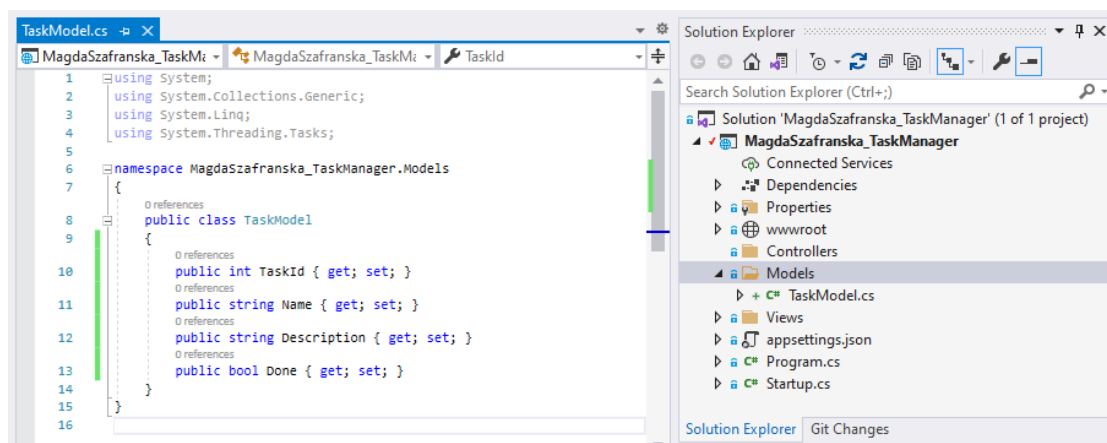 TaskModel.cs
MagdaSzafranska_TaskMa
MagdaSzafranska_TaskMa
TaskId
1 using System;
2 using System.Collections.Generic;
3 using System.Linq;
4 using System.Threading.Tasks;
5
6 namespace MagdaSzafranska_TaskManager.Models
7 {
0 references
8 public class TaskModel
9 {
0 references
10 public int TaskId { get; set; }
0 references
11 public string Name { get; set; }
0 references
12 public string Description { get; set; }
0 references
13 public bool Done { get; set; }
14 }
15 }
16
Solution Explorer
Search Solution Explorer (Ctrl+;)
Solution 'MagdaSzafranska_TaskManager' (1 of 1 project)
MagdaSzafranska_TaskManager
Connected Services
Dependencies
Properties
wwwroot
Controllers
Models
+ C# TaskModel.cs
Views
appsettings.json
C# Program.cs
C# Startup.cs
Solution Explorer Git Changes